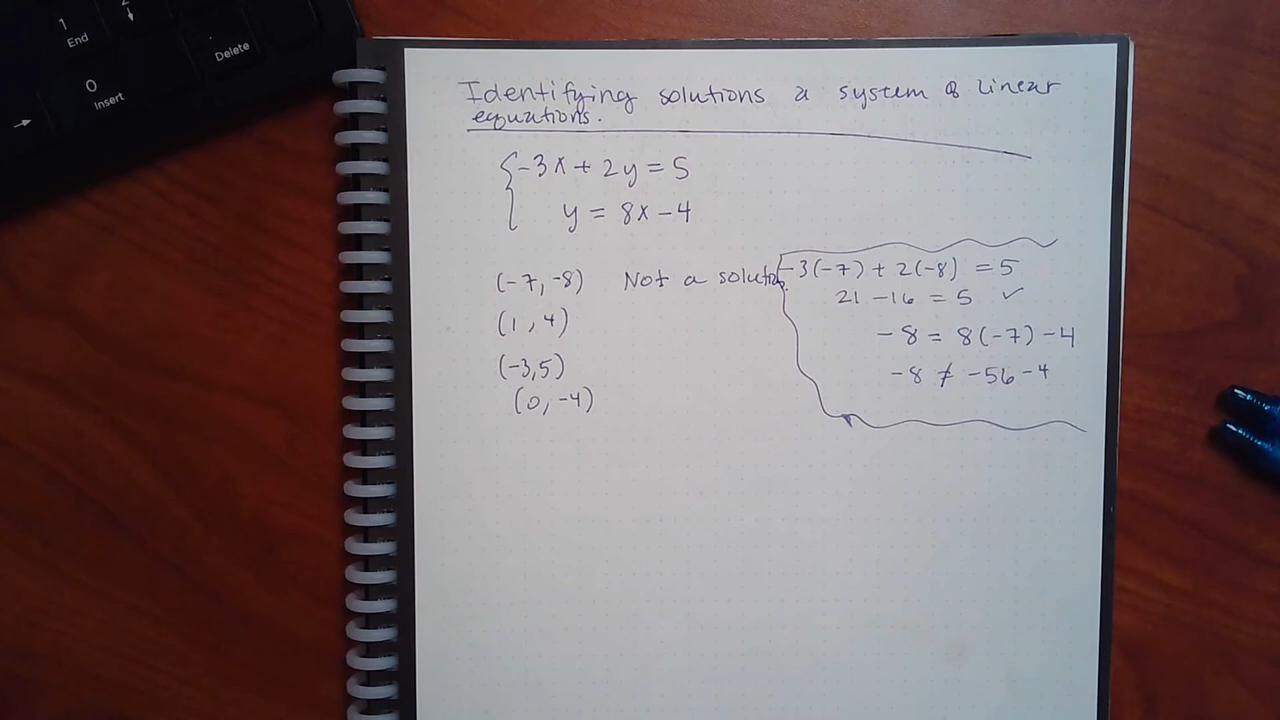 1
End
2
↓
.
Delete
0
Insert
→
Identifying solutions a system of linear
equations.
-3x + 2y = 5
y = 8x - 4
(-7, -8) Not a solution.
(1, 4)
(-3, 5)
(0, -4)
-3(-7) + 2(-8) = 5
21 - 16 = 5 ✓
-8 = 8(-7) - 4
-8 ≠ -56 - 4